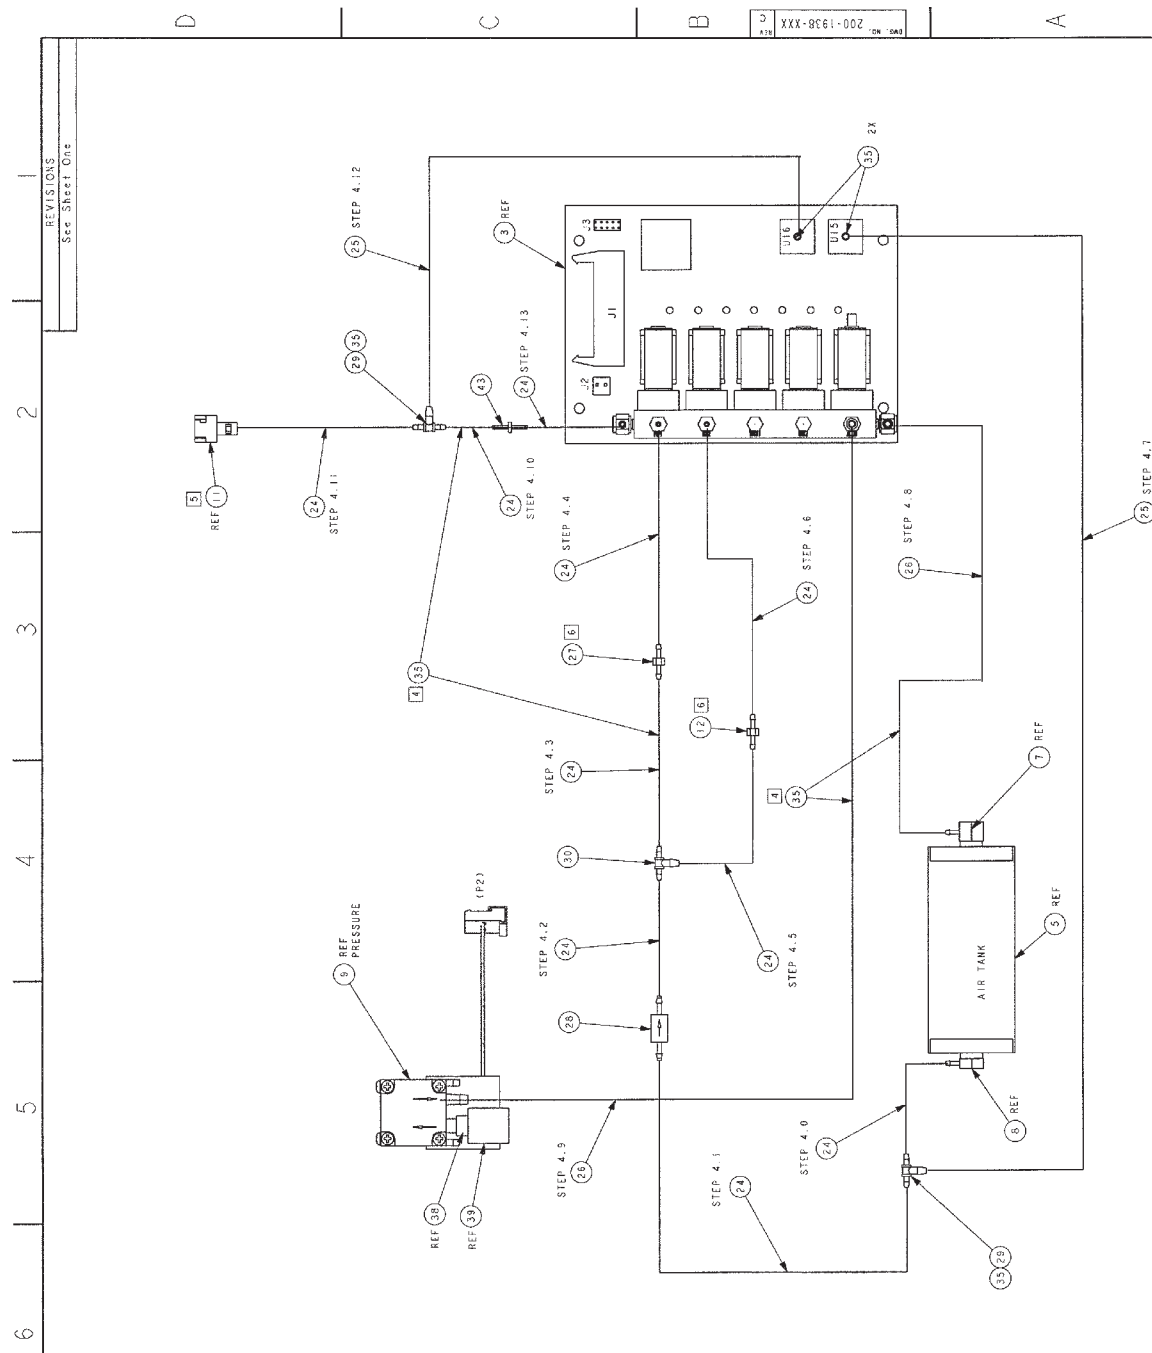 D
C
B
A
DWG. NO.
200-1938-XXX
REV
C
REVISIONS
See Sheet One
1
2
3
4
5
6
25 STEP 4.12
35 2X
3 REF
J3
U16
U15
J1
J2
29 35
43
24 STEP 4.13
5
REF 11
24
STEP 4.11
24
STEP 4.10
24 STEP 4.4
24 STEP 4.6
26 STEP 4.8
25 STEP 4.7
27 6
4 35
32 6
STEP 4.3
24
4
35
7 REF
30
(P2)
9 REF
PRESSURE
STEP 4.2
24
24
STEP 4.5
5 REF
AIR TANK
28
8 REF
STEP 4.9
26
STEP 4.0
24
REF 38
REF 39
STEP 4.1
24
35 29